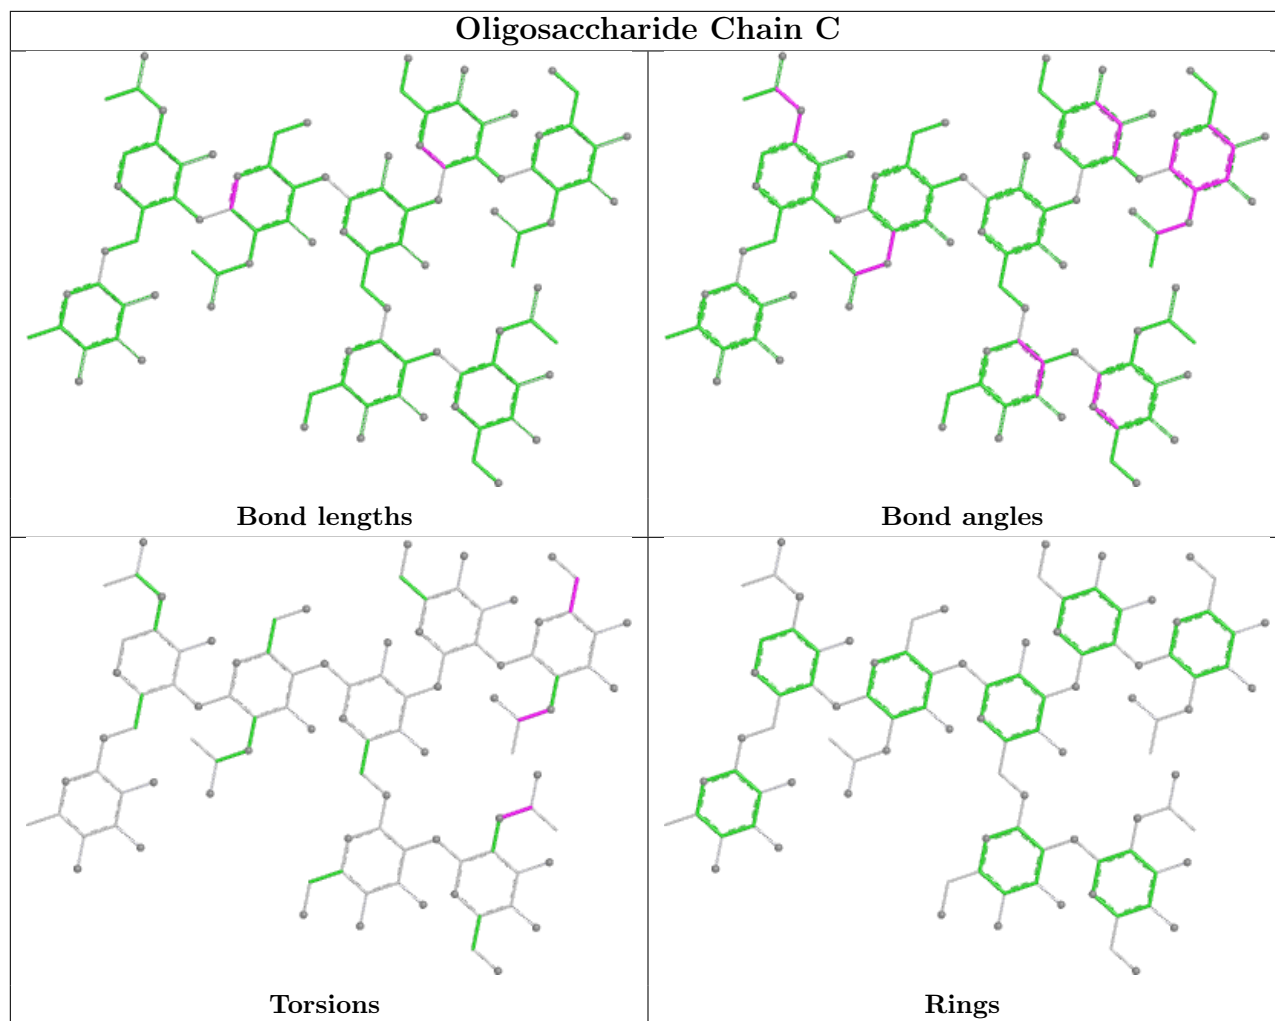 Oligosaccharide Chain C
Bond lengths
Bond angles
Torsions
Rings